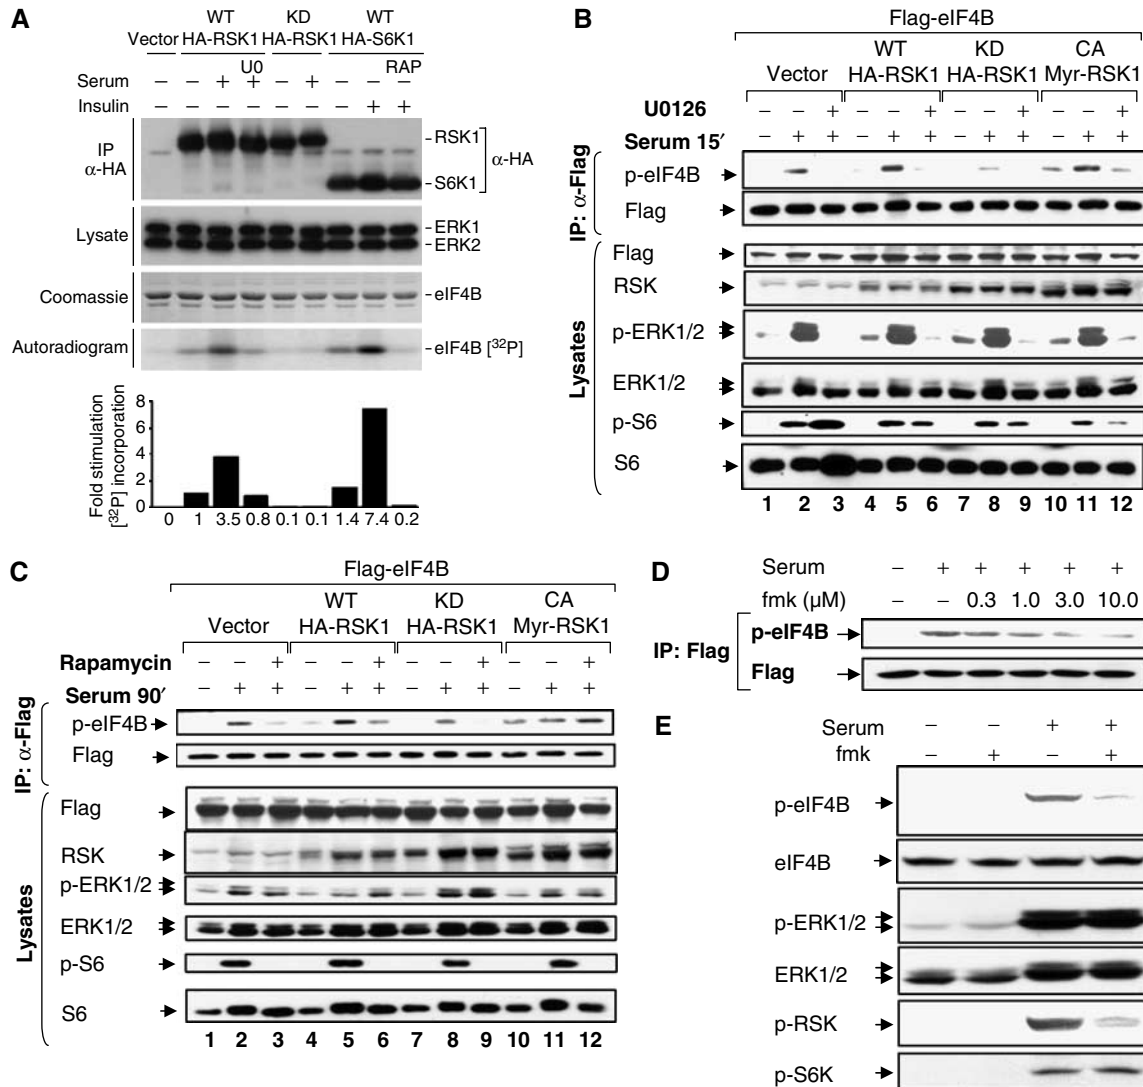 A
WT KD WT
Vector HA-RSK1 HA-RSK1 HA-S6K1
U0 RAP
Serum − − + + − +
Insulin − − − − − − − + +
IP α-HA
RSK1
S6K1
α-HA
Lysate
ERK1
ERK2
Coomassie
eIF4B
Autoradiogram
eIF4B [³²P]
Fold stimulation
[³²P] incorporation
8
6
4
2
0
0 1 3.5 0.8 0.1 0.1 1.4 7.4 0.2
B
Flag-eIF4B
WT KD CA
Vector HA-RSK1 HA-RSK1 Myr-RSK1
U0126 − − + − − + − − + − − +
Serum 15′ − + + − + + − + + − + +
IP: α-Flag
p-eIF4B
Flag
Lysates
Flag
RSK
p-ERK1/2
ERK1/2
p-S6
S6
1 2 3 4 5 6 7 8 9 10 11 12
C
Flag-eIF4B
WT KD CA
Vector HA-RSK1 HA-RSK1 Myr-RSK1
Rapamycin − − + − − + − − + − − +
Serum 90′ − + + − + + − + + − + +
IP: α-Flag
p-eIF4B
Flag
Lysates
Flag
RSK
p-ERK1/2
ERK1/2
p-S6
S6
1 2 3 4 5 6 7 8 9 10 11 12
D
Serum − + + + + +
fmk (µM) − − 0.3 1.0 3.0 10.0
IP: Flag
p-eIF4B
Flag
E
Serum − − + +
fmk − + − +
p-eIF4B
eIF4B
p-ERK1/2
ERK1/2
p-RSK
p-S6K